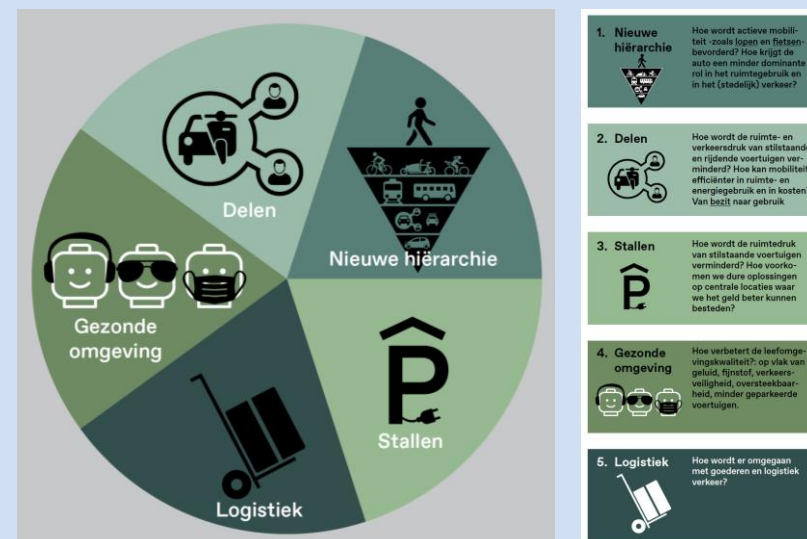 Delen
Nieuwe hiërarchie
Gezonde
omgeving
P
Stallen
Logistiek
1. Nieuwe
hiërarchie
Hoe wordt actieve mobili-
teit -zoals lopen en fietsen-
bevorderd? Hoe krijgt de
auto een minder dominante
rol in het ruimtegebruik en
in het (stedelijk) verkeer?
2. Delen
Hoe wordt de ruimte- en
verkeersdruk van stilstaande
en rijdende voertuigen ver-
minderd? Hoe kan mobiliteit
efficiënter in ruimte- en
energiegebruik en in kosten?
Van bezit naar gebruik
3. Stallen
P
Hoe wordt de ruimtedruk
van stilstaande voertuigen
verminderd? Hoe voorko-
men we dure oplossingen
op centrale locaties waar
we het geld beter kunnen
besteden?
4. Gezonde
omgeving
Hoe verbetert de leefomge-
vingskwaliteit?: op vlak van
geluid, fijnstof, verkeers-
veiligheid, oversteekbaar-
heid, minder geparkeerde
voertuigen.
5. Logistiek
Hoe wordt er omgegaan
met goederen en logistiek
verkeer?